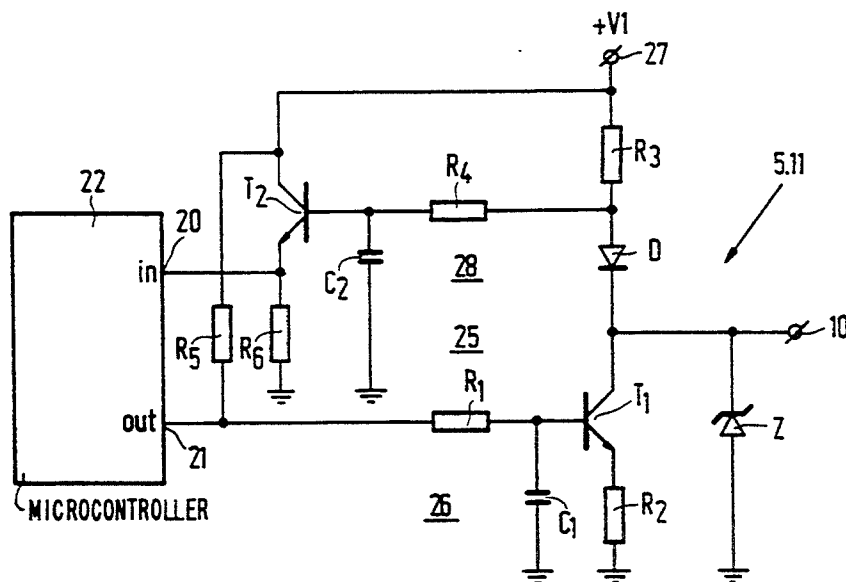 +V1
27
R3
5.11
R4
22
T2
20
D
in
C2
28
10
R5
R6
25
R1
T1
out
21
Z
26
C1
R2
MICROCONTROLLER